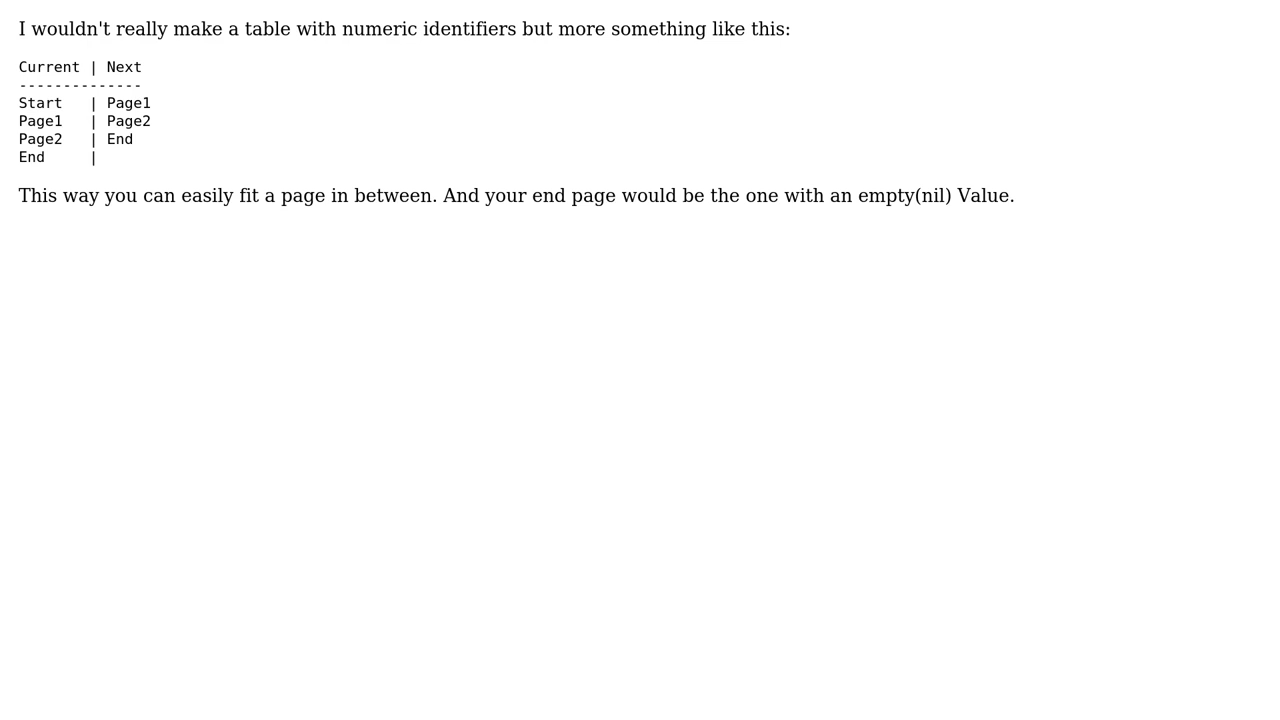 I wouldn't really make a table with numeric identifiers but more something like this:
Current | Next
--------------
Start   | Page1
Page1   | Page2
Page2   | End
End     |
This way you can easily fit a page in between. And your end page would be the one with an empty(nil) Value.